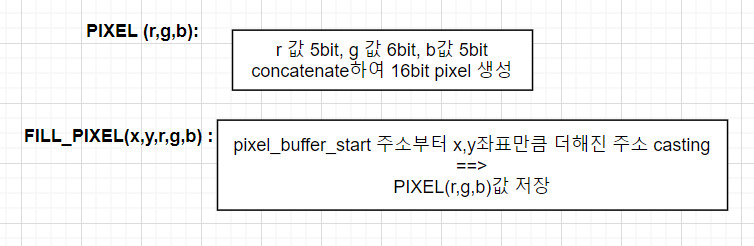 PIXEL (r,g,b):
r 값 5bit, g 값 6bit, b값 5bit
concatenate하여 16bit pixel 생성
FILL_PIXEL(x,y,r,g,b) :
pixel_buffer_start 주소부터 x,y좌표만큼 더해진 주소 casting
==>
PIXEL(r,g,b)값 저장